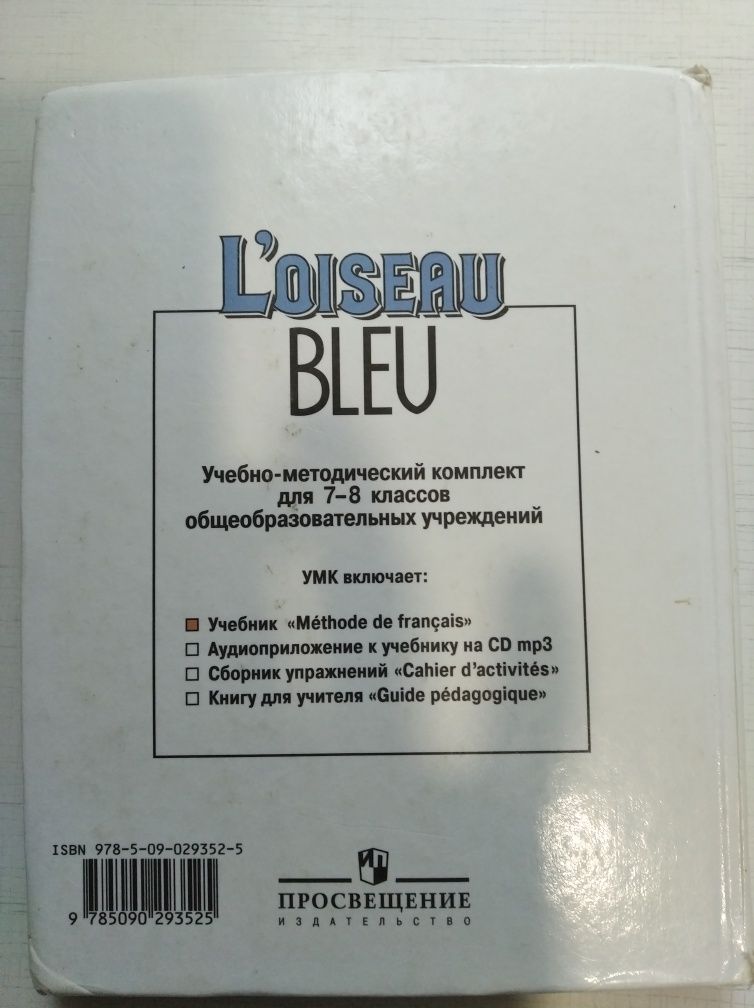 L'OISEAU
BLEU
Учебно-методический комплект
для 7–8 классов
общеобразовательных учреждений
УМК включает:
Учебник «Méthode de français»
Аудиоприложение к учебнику на CD mp3
Сборник упражнений «Cahier d'activités»
Книгу для учителя «Guide pédagogique»
ISBN 978-5-09-029352-5
9 785090 293525
ИП
ПРОСВЕЩЕНИЕ
ИЗДАТЕЛЬСТВО